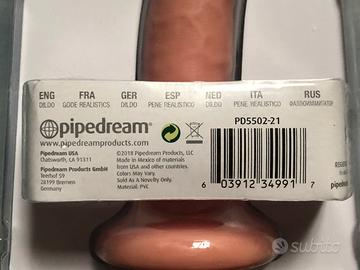 ENG FRA GER ESP NED ITA RUS
DILDO GODE REALISTICO DILDO PENE REALISTICO DILDO PENE REALISTICO ФАЛЛОИМИТАТОР
pipedream®
PD5502-21
www.pipedreamproducts.com
Pipedream USA
Chatsworth, CA 91311
Pipedream Products GmbH
Teerhof 59
28199 Bremen
Germany
©2018 Pipedream Products, LLC
Made in Mexico of materials
from USA and other countries.
Colors May Vary.
Sold As A Novelty Only.
Material: PVC
6 03912 34991 7
subito